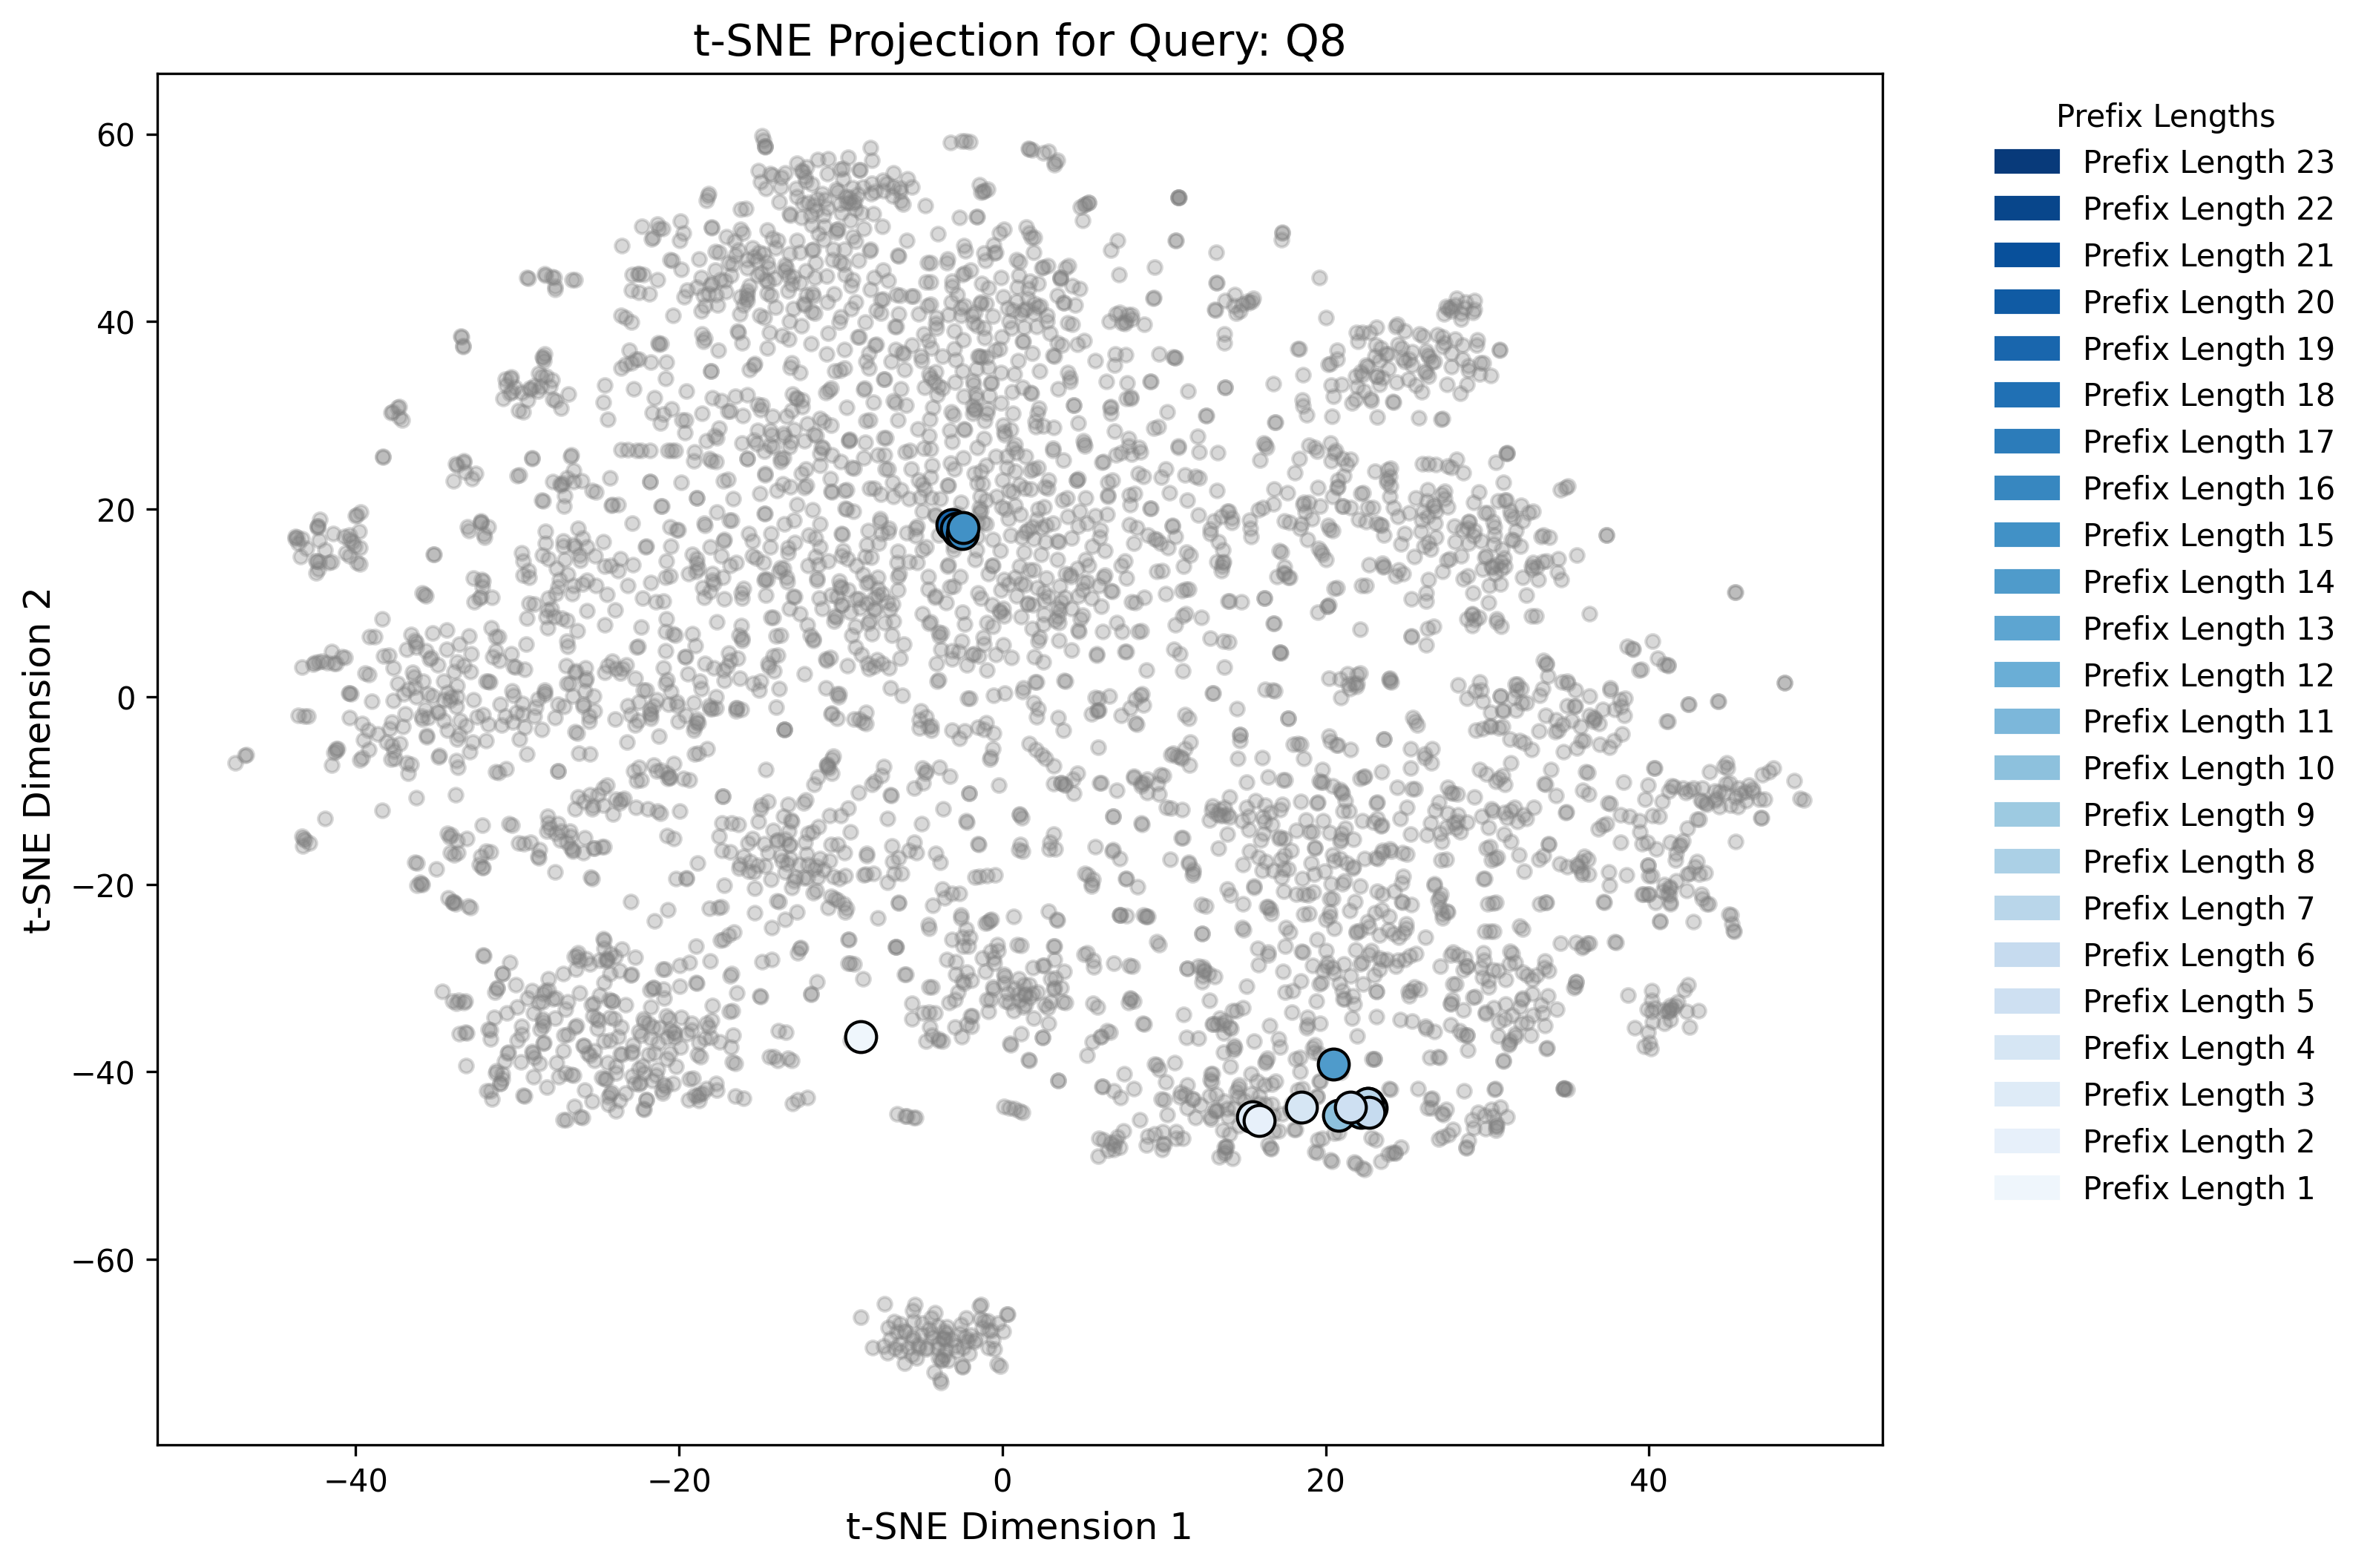 t-SNE Projection for Query: Q8
Prefix Lengths
Prefix Length 23
Prefix Length 22
Prefix Length 21
Prefix Length 20
Prefix Length 19
Prefix Length 18
Prefix Length 17
Prefix Length 16
Prefix Length 15
Prefix Length 14
Prefix Length 13
Prefix Length 12
Prefix Length 11
Prefix Length 10
Prefix Length 9
Prefix Length 8
Prefix Length 7
Prefix Length 6
Prefix Length 5
Prefix Length 4
Prefix Length 3
Prefix Length 2
Prefix Length 1
t-SNE Dimension 2
60
40
20
0
−20
−40
−60
−40
−20
0
20
40
t-SNE Dimension 1